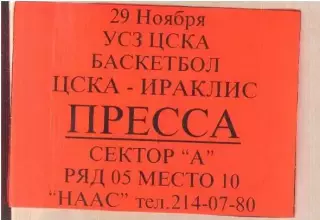 29 Ноября
УСЗ ЦСКА
БАСКЕТБОЛ
ЦСКА - ИРАКЛИС
ПРЕССА
СЕКТОР "А"
РЯД 05 МЕСТО 10
"НААС" тел.214-07-80